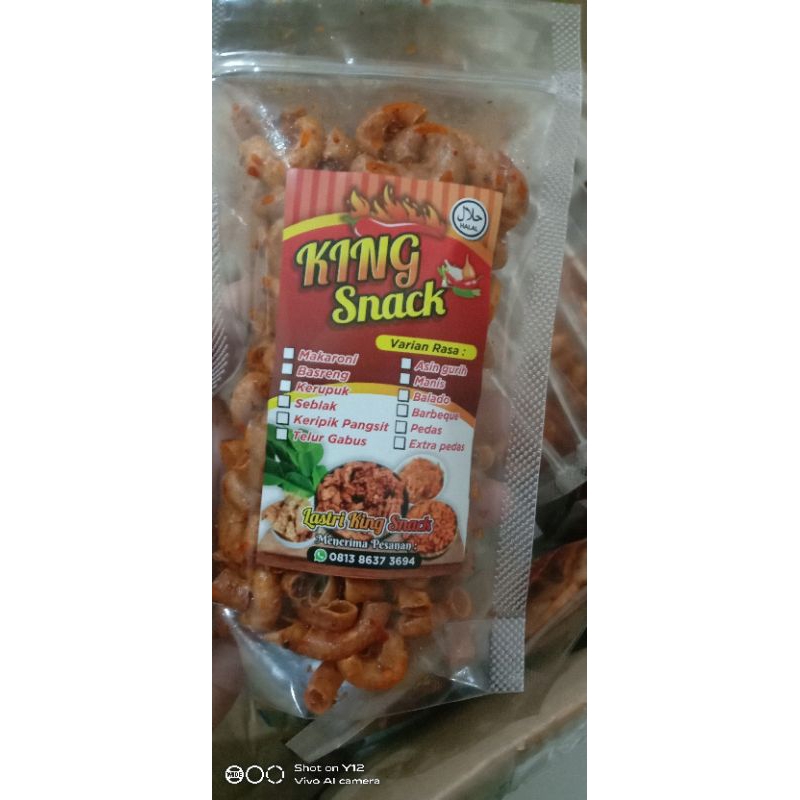 حلال
HALAL
KING
Snack
Varian Rasa :
Makaroni
Basreng
Kerupuk
Seblak
Keripik Pangsit
Telur Gabus
Asin gurih
Manis
Balado
Barbeque
Pedas
Extra pedas
Lastri King Snack
Menerima Pesanan :
0813 8637 3694
WIDE
Shot on Y12
Vivo AI camera